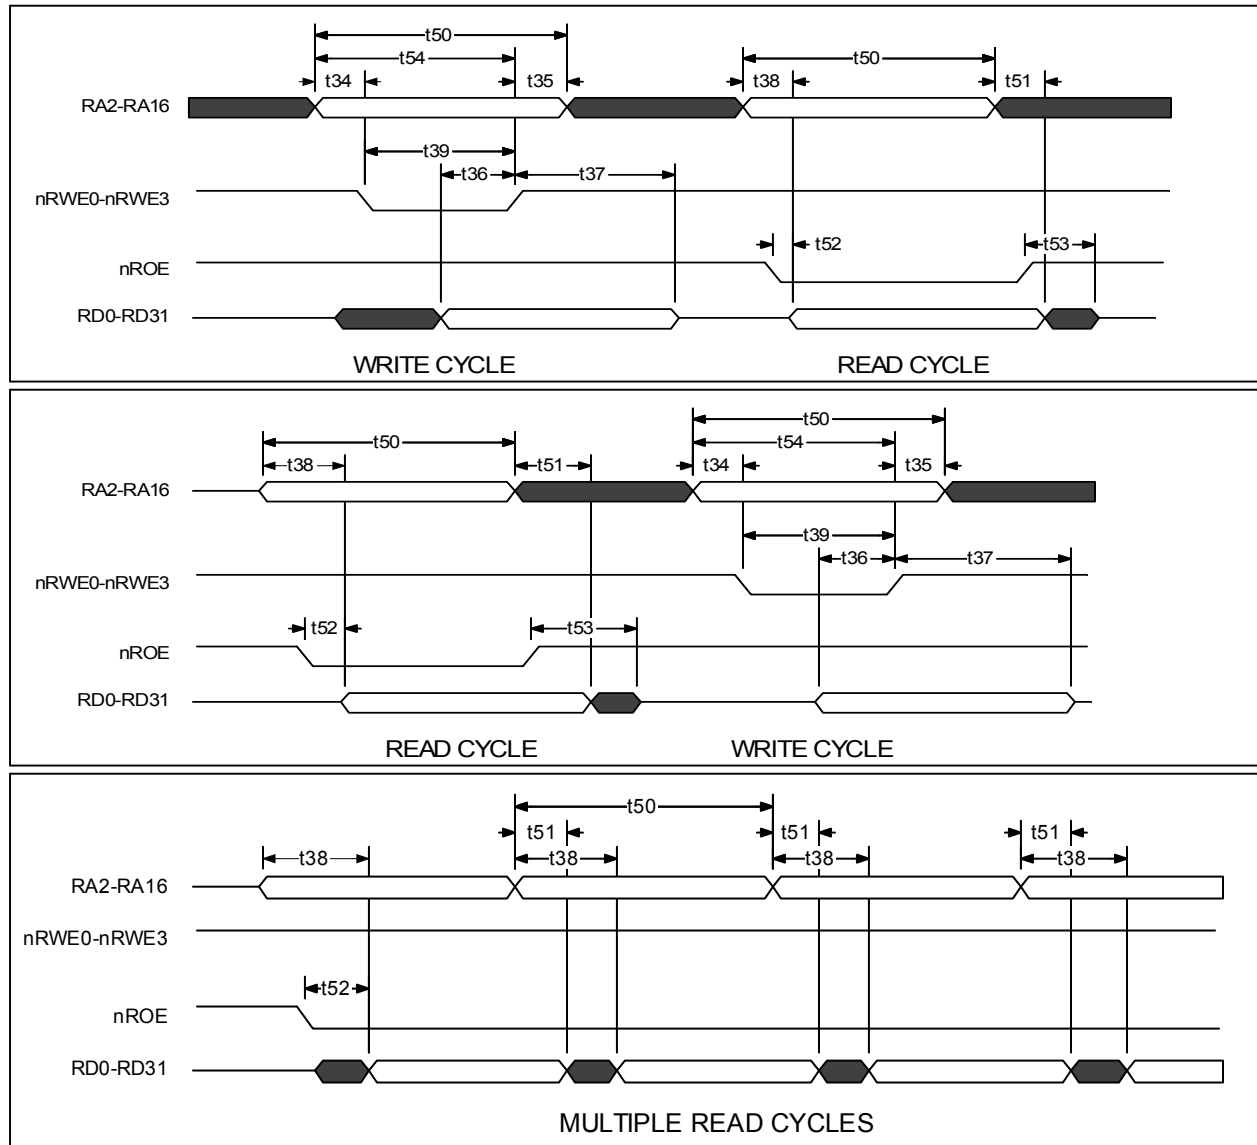 t50
t54
t50
t34 t35 t38 t51
RA2-RA16
t39
t36 t37
nRWE0-nRWE3
t52 t53
nROE
RD0-RD31
WRITE CYCLE READ CYCLE
t50
t50 t54
t38 t51 t34 t35
RA2-RA16
t39
t36 t37
nRWE0-nRWE3
t52 t53
nROE
RD0-RD31
READ CYCLE WRITE CYCLE
t50
t51 t51 t51
t38 t38 t38 t38
RA2-RA16
nRWE0-nRWE3
t52
nROE
RD0-RD31
MULTIPLE READ CYCLES